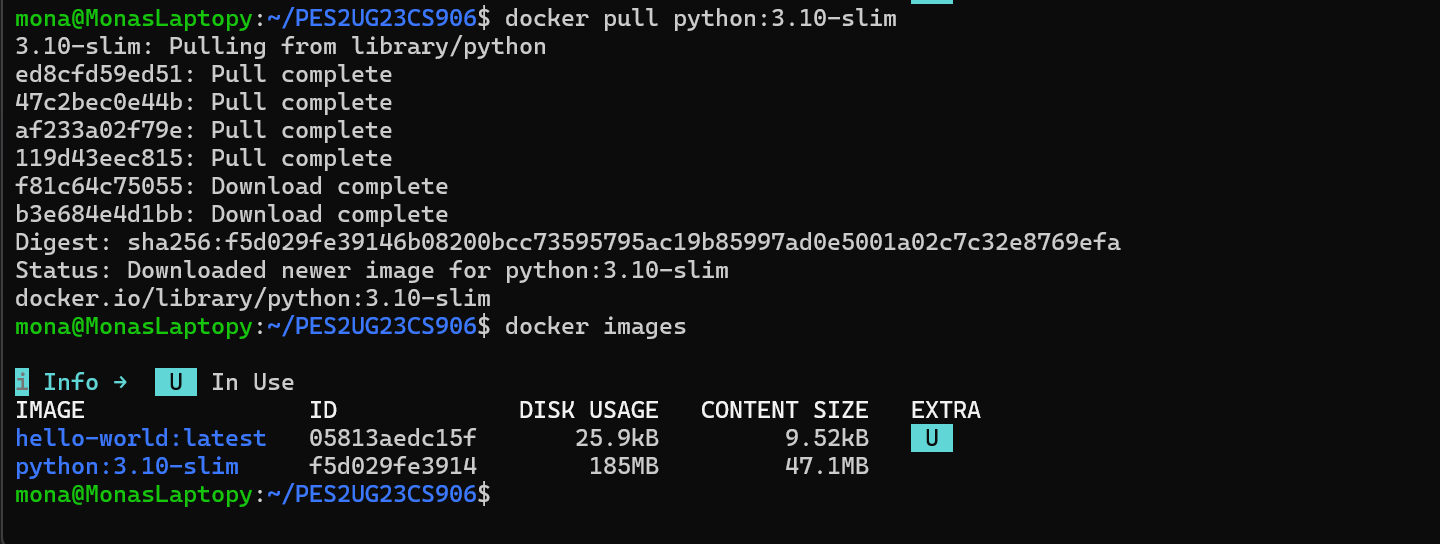 mona@MonasLaptopy:~/PES2UG23CS906$ docker pull python:3.10-slim
3.10-slim: Pulling from library/python
ed8cfd59ed51: Pull complete
47c2bec0e44b: Pull complete
af233a02f79e: Pull complete
119d43eec815: Pull complete
f81c64c75055: Download complete
b3e684e4d1bb: Download complete
Digest: sha256:f5d029fe39146b08200bcc73595795ac19b85997ad0e5001a02c7c32e8769efa
Status: Downloaded newer image for python:3.10-slim
docker.io/library/python:3.10-slim
mona@MonasLaptopy:~/PES2UG23CS906$ docker images
i Info → U In Use
IMAGE ID DISK USAGE CONTENT SIZE EXTRA
hello-world:latest 05813aedc15f 25.9kB 9.52kB U
python:3.10-slim f5d029fe3914 185MB 47.1MB
mona@MonasLaptopy:~/PES2UG23CS906$